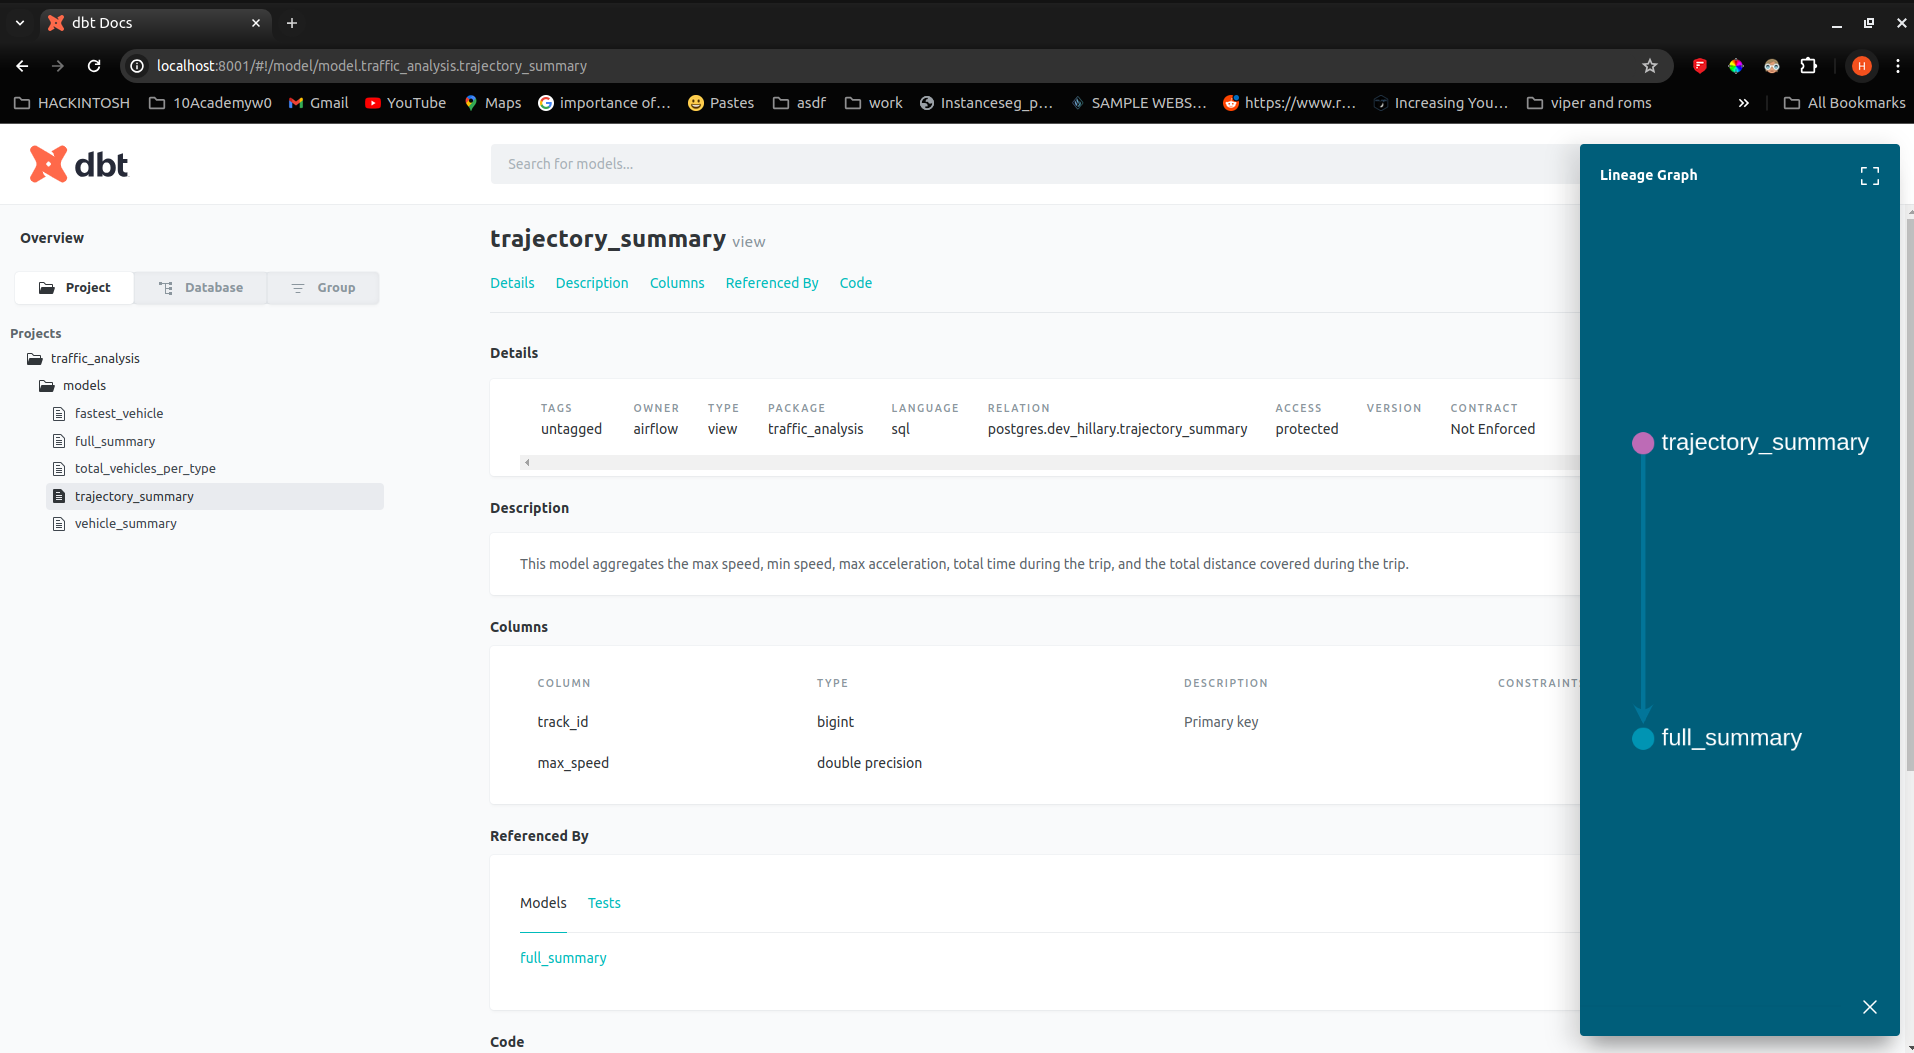 dbt Docs
localhost:8001/#!/model/model.traffic_analysis.trajectory_summary
H
HACKINTOSH 10Academyw0 Gmail YouTube Maps importance of... Pastes asdf work Instanceseg_p... SAMPLE WEBS... https://www.r... Increasing You... viper and roms » All Bookmarks
dbt
Search for models...
Overview
Project Database Group
Projects
traffic_analysis
models
fastest_vehicle
full_summary
total_vehicles_per_type
trajectory_summary
vehicle_summary
trajectory_summary view
Details Description Columns Referenced By Code
Details
TAGS OWNER TYPE PACKAGE LANGUAGE RELATION ACCESS VERSION CONTRACT
untagged airflow view traffic_analysis sql postgres.dev_hillary.trajectory_summary protected Not Enforced
Description
This model aggregates the max speed, min speed, max acceleration, total time during the trip, and the total distance covered during the trip.
Columns
COLUMN TYPE DESCRIPTION CONSTRAINT
track_id bigint Primary key
max_speed double precision
Referenced By
Models Tests
full_summary
Code
Lineage Graph
trajectory_summary
full_summary